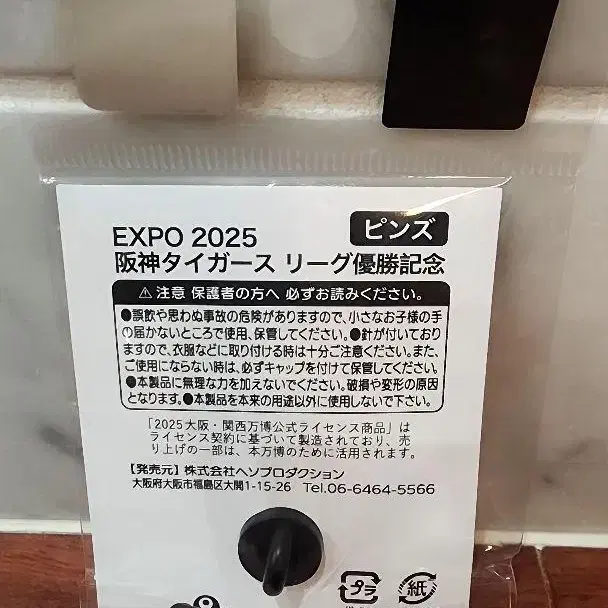 EXPO 2025
ピンズ
阪神タイガース リーグ優勝記念
⚠注意 保護者の方へ 必ずお読みください。
●誤飲や思わぬ事故の危険がありますので、小さなお子様の手
の届かないところで使用、保管してください。●針が付いており
ますので、衣服などに取り付ける時は十分ご注意ください。また、
ご使用にならない時は、必ずキャップを付けて保管してください。
●本製品に無理な力を加えないでください。破損や変形の原因
となります。●本製品を本来の用途以外に使用しないで下さい。
「2025大阪・関西万博公式ライセンス商品」は
ライセンス契約に基づいて製造されており、売
り上げの一部は、本万博のために活用されます。
【発売元】株式会社ヘソプロダクション
大阪府大阪市福島区大開1-15-26 Tel.06-6464-5566
プラ 紙